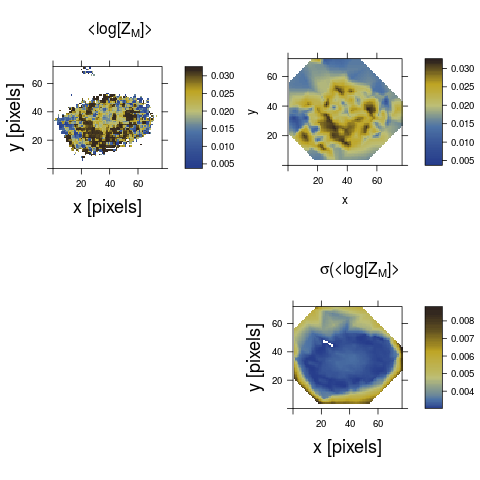 <log[Z_M]>
0.030
0.025
0.020
0.015
0.010
0.005
60
40
20
y [pixels]
20 40 60
x [pixels]
0.030
0.025
0.020
0.015
0.010
0.005
60
40
20
y
20 40 60
x
σ(<log[Z_M]>
0.008
0.007
0.006
0.005
0.004
60
40
20
y [pixels]
20 40 60
x [pixels]